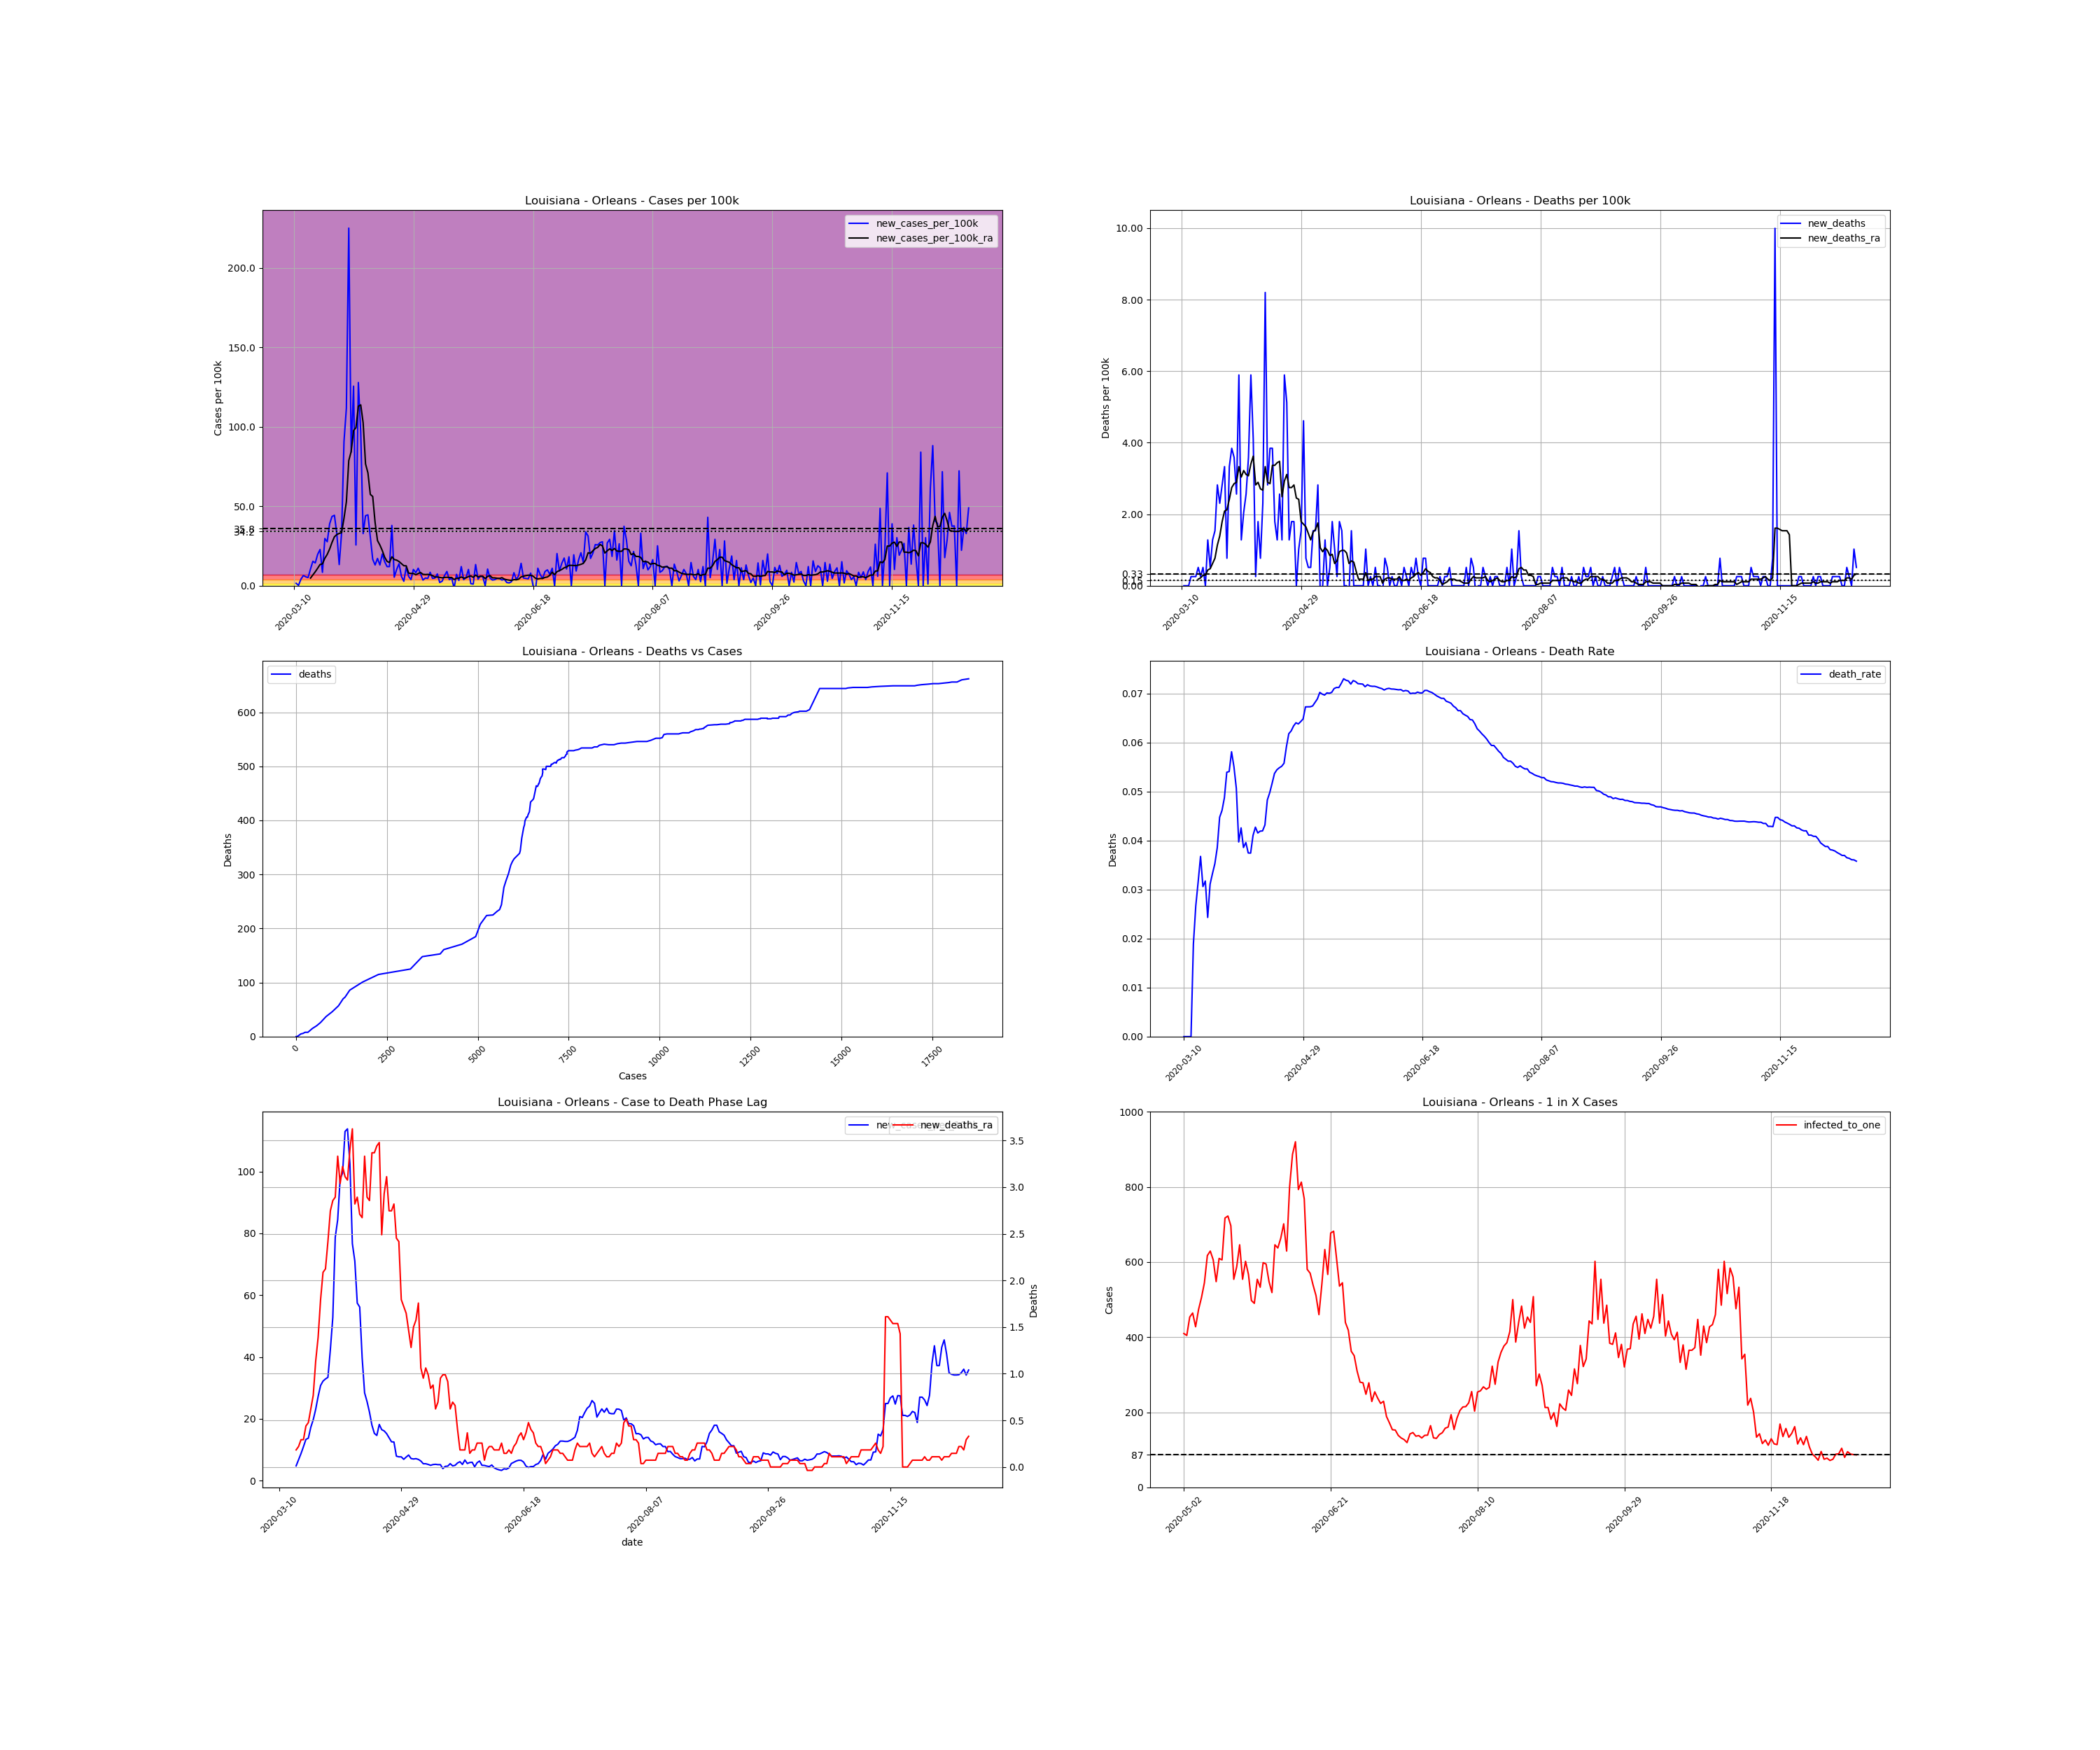 Louisiana - Orleans - Cases per 100k
new_cases_per_100k
new_cases_per_100k_ra
Cases per 100k
200.0
150.0
100.0
50.0
35.8
34.2
0.0
2020-03-10 2020-04-29 2020-06-18 2020-08-07 2020-09-26 2020-11-15
Louisiana - Orleans - Deaths per 100k
new_deaths
new_deaths_ra
Deaths per 100k
10.00
8.00
6.00
4.00
2.00
0.33
0.15
0.00
2020-03-10 2020-04-29 2020-06-18 2020-08-07 2020-09-26 2020-11-15
Louisiana - Orleans - Deaths vs Cases
deaths
Deaths
600
500
400
300
200
100
0
0 2500 5000 7500 10000 12500 15000 17500
Cases
Louisiana - Orleans - Death Rate
death_rate
Deaths
0.07
0.06
0.05
0.04
0.03
0.02
0.01
0.00
2020-03-10 2020-04-29 2020-06-18 2020-08-07 2020-09-26 2020-11-15
Louisiana - Orleans - Case to Death Phase Lag
new_deaths_ra
100
80
60
40
20
0
3.5
3.0
2.5
2.0
1.5
1.0
0.5
0.0
Deaths
2020-03-10 2020-04-29 2020-06-18 2020-08-07 2020-09-26 2020-11-15
date
Louisiana - Orleans - 1 in X Cases
infected_to_one
Cases
1000
800
600
400
200
87
0
2020-05-02 2020-06-21 2020-08-10 2020-09-29 2020-11-18